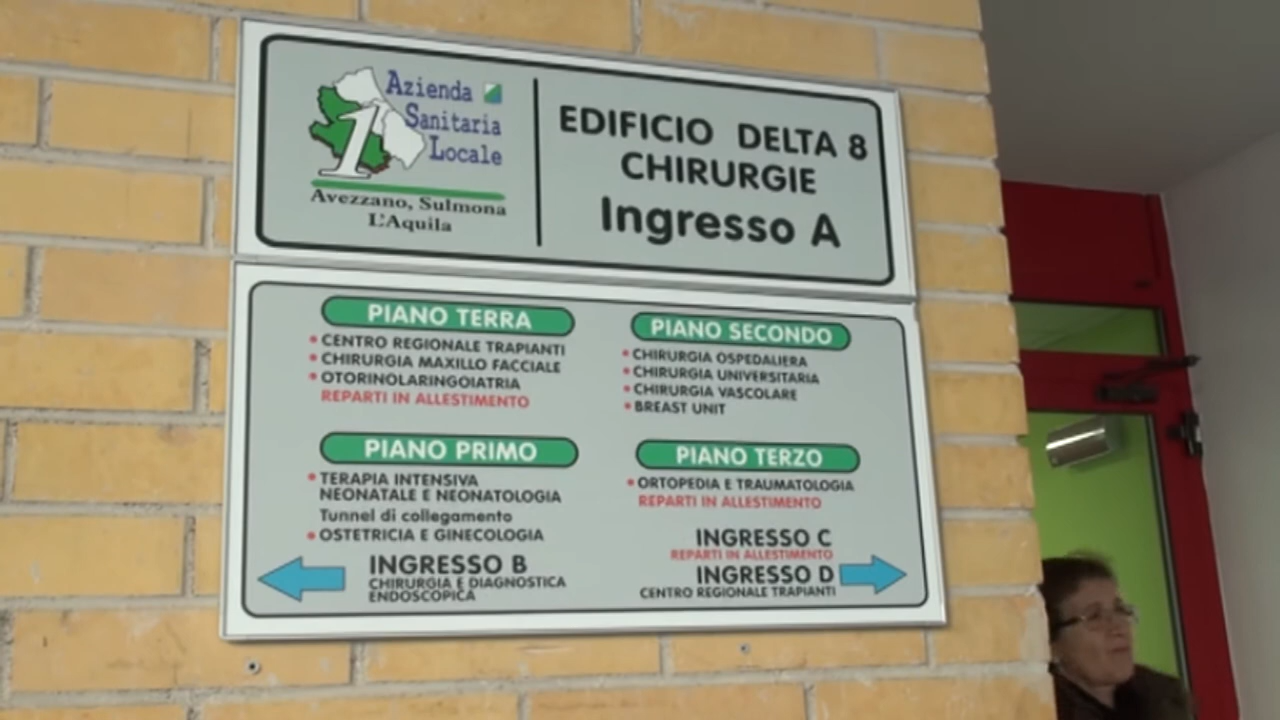 Azienda
Sanitaria
Locale
1
Avezzano, Sulmona
L'Aquila
EDIFICIO DELTA 8
CHIRURGIE
Ingresso A
PIANO TERRA
• CENTRO REGIONALE TRAPIANTI
• CHIRURGIA MAXILLO FACCIALE
• OTORINOLARINGOIATRIA
REPARTI IN ALLESTIMENTO
PIANO PRIMO
• TERAPIA INTENSIVA
NEONATALE E NEONATOLOGIA
Tunnel di collegamento
• OSTETRICIA E GINECOLOGIA
INGRESSO B
CHIRURGIA E DIAGNOSTICA
ENDOSCOPICA
PIANO SECONDO
• CHIRURGIA OSPEDALIERA
• CHIRURGIA UNIVERSITARIA
• CHIRURGIA VASCOLARE
• BREAST UNIT
PIANO TERZO
• ORTOPEDIA E TRAUMATOLOGIA
REPARTI IN ALLESTIMENTO
INGRESSO C
REPARTI IN ALLESTIMENTO
INGRESSO D
CENTRO REGIONALE TRAPIANTI